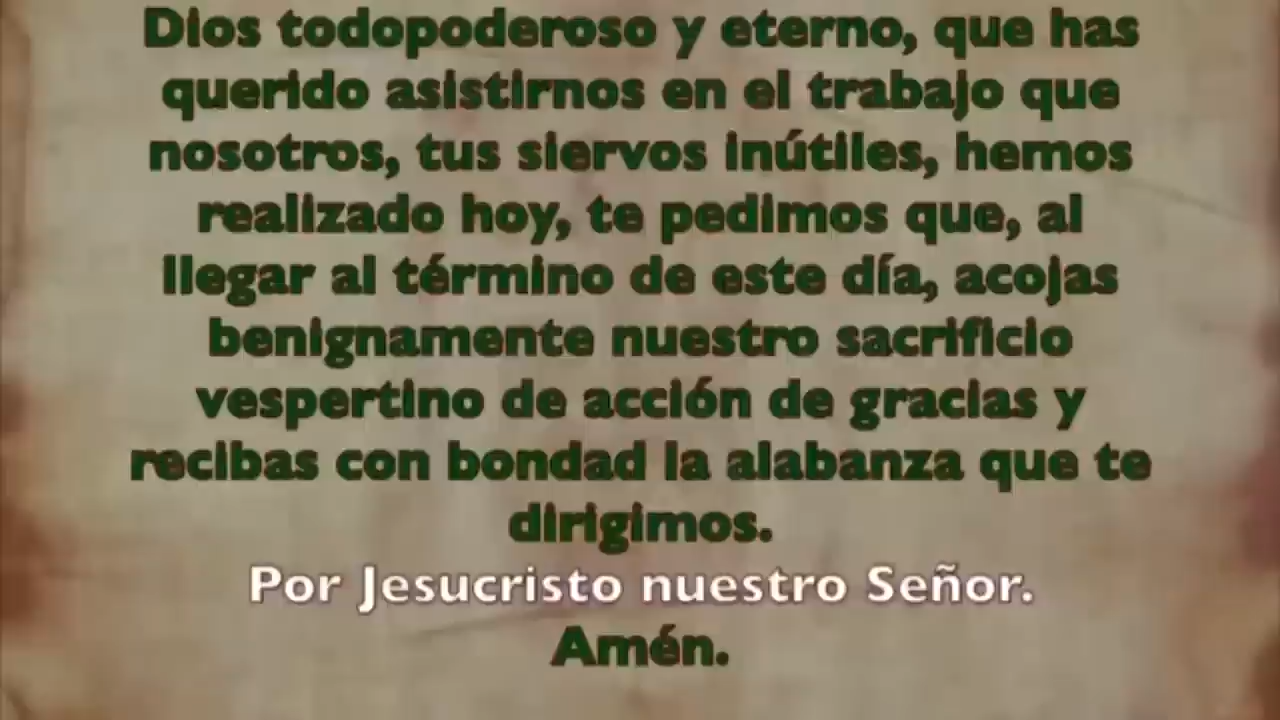 Dios todopoderoso y eterno, que has
querido asistirnos en el trabajo que
nosotros, tus siervos inútiles, hemos
realizado hoy, te pedimos que, al
llegar al término de este día, acojas
benignamente nuestro sacrificio
vespertino de acción de gracias y
recibas con bondad la alabanza que te
dirigimos.
Por Jesucristo nuestro Señor.
Amén.